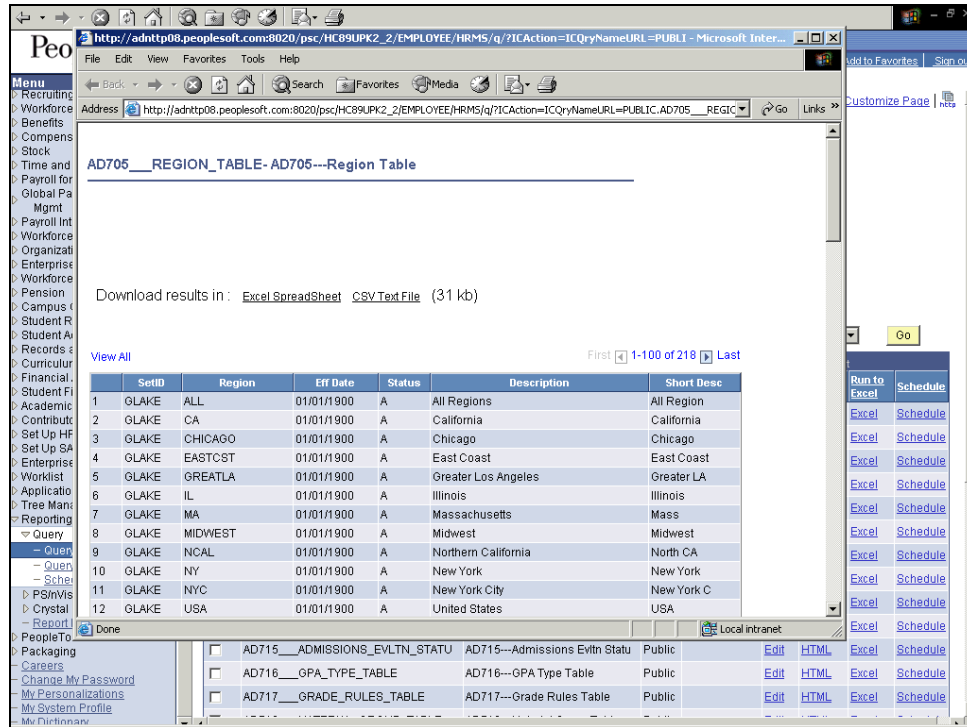 Peo
http://adnttp08.peoplesoft.com:8020/psc/HC89UPK2_2/EMPLOYEE/HRMS/q/?ICAction=ICQryNameURL=PUBLI - Microsoft Inter...
File Edit View Favorites Tools Help
Add to Favorites Sign ou
Back Search Favorites Media
Address http://adnttp08.peoplesoft.com:8020/psc/HC89UPK2_2/EMPLOYEE/HRMS/q/?ICAction=ICQryNameURL=PUBLIC.AD705___REGIC Go Links »
Customize Page | http
Menu
Recruiting
Workforce
Benefits
Compens
Stock
Time and
Payroll for
Global Pa
Mgmt
Payroll Int
Workforce
Organizati
Enterprise
Workforce
Pension
Campus
Student R
Student A
Records a
Curriculur
Financial
Student Fi
Academic
Contributo
Set Up HF
Set Up SA
Enterprise
Worklist
Applicatio
Tree Mana
Reporting
Query
Query
Query
Sche
PS/nVis
Crystal
Report
PeopleTo
Packaging
Careers
Change My Password
My Personalizations
My System Profile
My Dictionary
AD705___REGION_TABLE- AD705---Region Table
Download results in : Excel SpreadSheet CSV Text File (31 kb)
View All First 1-100 of 218 Last
SetID Region Eff Date Status Description Short Desc
1 GLAKE ALL 01/01/1900 A All Regions All Region
2 GLAKE CA 01/01/1900 A California California
3 GLAKE CHICAGO 01/01/1900 A Chicago Chicago
4 GLAKE EASTCST 01/01/1900 A East Coast East Coast
5 GLAKE GREATLA 01/01/1900 A Greater Los Angeles Greater LA
6 GLAKE IL 01/01/1900 A Illinois Illinois
7 GLAKE MA 01/01/1900 A Massachusetts Mass
8 GLAKE MIDWEST 01/01/1900 A Midwest Midwest
9 GLAKE NCAL 01/01/1900 A Northern California North CA
10 GLAKE NY 01/01/1900 A New York New York
11 GLAKE NYC 01/01/1900 A New York City New York C
12 GLAKE USA 01/01/1900 A United States USA
Done Local intranet
Go
Run to Excel Schedule
Excel Schedule
Excel Schedule
Excel Schedule
Excel Schedule
Excel Schedule
Excel Schedule
Excel Schedule
Excel Schedule
Excel Schedule
Excel Schedule
AD715___ADMISSIONS_EVLTN_STATU AD715---Admissions Evltn Statu Public Edit HTML Excel Schedule
AD716___GPA_TYPE_TABLE AD716---GPA Type Table Public Edit HTML Excel Schedule
AD717___GRADE_RULES_TABLE AD717---Grade Rules Table Public Edit HTML Excel Schedule